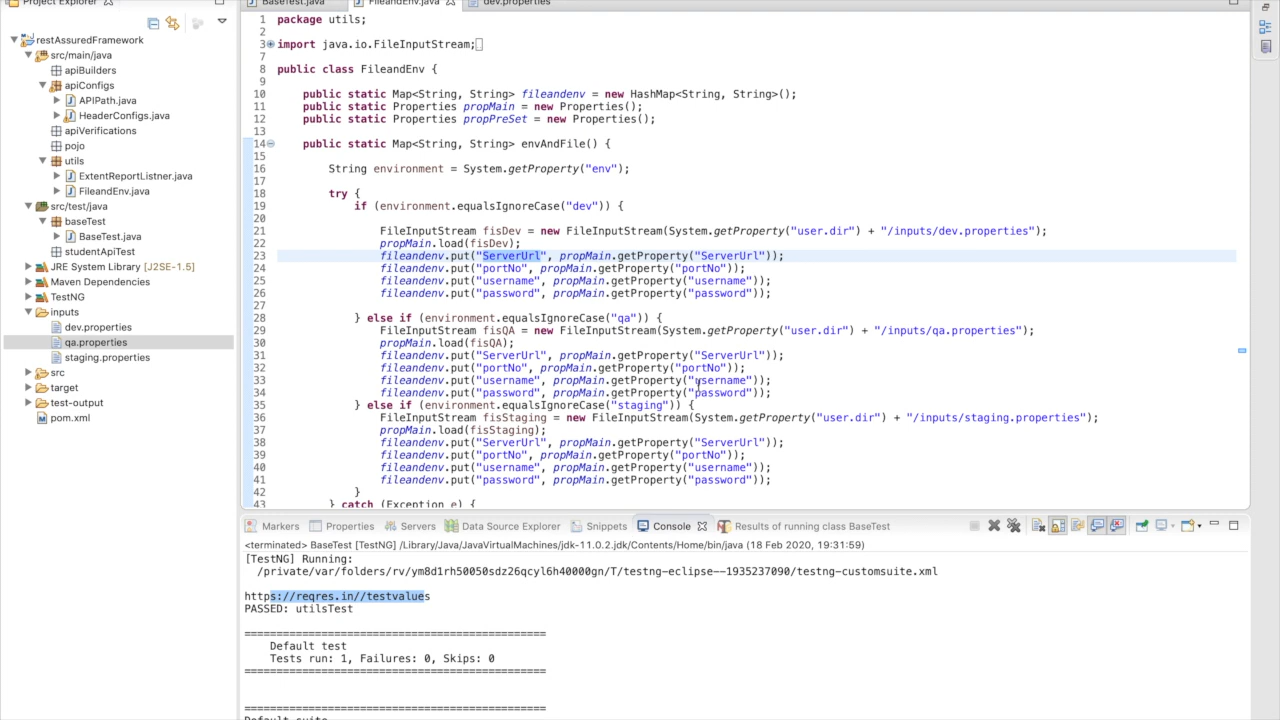 Project Explorer
restAssuredFramework
src/main/java
apiBuilders
apiConfigs
APIPath.java
HeaderConfigs.java
apiVerifications
pojo
utils
ExtentReportListner.java
FileandEnv.java
src/test/java
baseTest
BaseTest.java
studentApiTest
JRE System Library [J2SE-1.5]
Maven Dependencies
TestNG
inputs
dev.properties
qa.properties
staging.properties
src
target
test-output
pom.xml
BaseTest.java FileandEnv.java dev.properties
1 package utils;
2
3 import java.io.FileInputStream;
7
8 public class FileandEnv {
9
10 public static Map<String, String> fileandenv = new HashMap<String, String>();
11 public static Properties propMain = new Properties();
12 public static Properties propPreSet = new Properties();
13
14 public static Map<String, String> envAndFile() {
15
16 String environment = System.getProperty("env");
17
18 try {
19 if (environment.equalsIgnoreCase("dev")) {
20
21 FileInputStream fisDev = new FileInputStream(System.getProperty("user.dir") + "/inputs/dev.properties");
22 propMain.load(fisDev);
23 fileandenv.put("ServerUrl", propMain.getProperty("ServerUrl"));
24 fileandenv.put("portNo", propMain.getProperty("portNo"));
25 fileandenv.put("username", propMain.getProperty("username"));
26 fileandenv.put("password", propMain.getProperty("password"));
27
28 } else if (environment.equalsIgnoreCase("qa")) {
29 FileInputStream fisQA = new FileInputStream(System.getProperty("user.dir") + "/inputs/qa.properties");
30 propMain.load(fisQA);
31 fileandenv.put("ServerUrl", propMain.getProperty("ServerUrl"));
32 fileandenv.put("portNo", propMain.getProperty("portNo"));
33 fileandenv.put("username", propMain.getProperty("username"));
34 fileandenv.put("password", propMain.getProperty("password"));
35 } else if (environment.equalsIgnoreCase("staging")) {
36 FileInputStream fisStaging = new FileInputStream(System.getProperty("user.dir") + "/inputs/staging.properties");
37 propMain.load(fisStaging);
38 fileandenv.put("ServerUrl", propMain.getProperty("ServerUrl"));
39 fileandenv.put("portNo", propMain.getProperty("portNo"));
40 fileandenv.put("username", propMain.getProperty("username"));
41 fileandenv.put("password", propMain.getProperty("password"));
42 }
43 } catch (Exception e) {
Markers Properties Servers Data Source Explorer Snippets Console Results of running class BaseTest
<terminated> BaseTest [TestNG] /Library/Java/JavaVirtualMachines/jdk-11.0.2.jdk/Contents/Home/bin/java (18 Feb 2020, 19:31:59)
[TestNG] Running:
/private/var/folders/rv/ym8d1rh50050sdz26qcyl6h40000gn/T/testng-eclipse--1935237090/testng-customsuite.xml
https://reqres.in//testvalues
PASSED: utilsTest
===============================================
Default test
Tests run: 1, Failures: 0, Skips: 0
===============================================
===============================================
Default suite